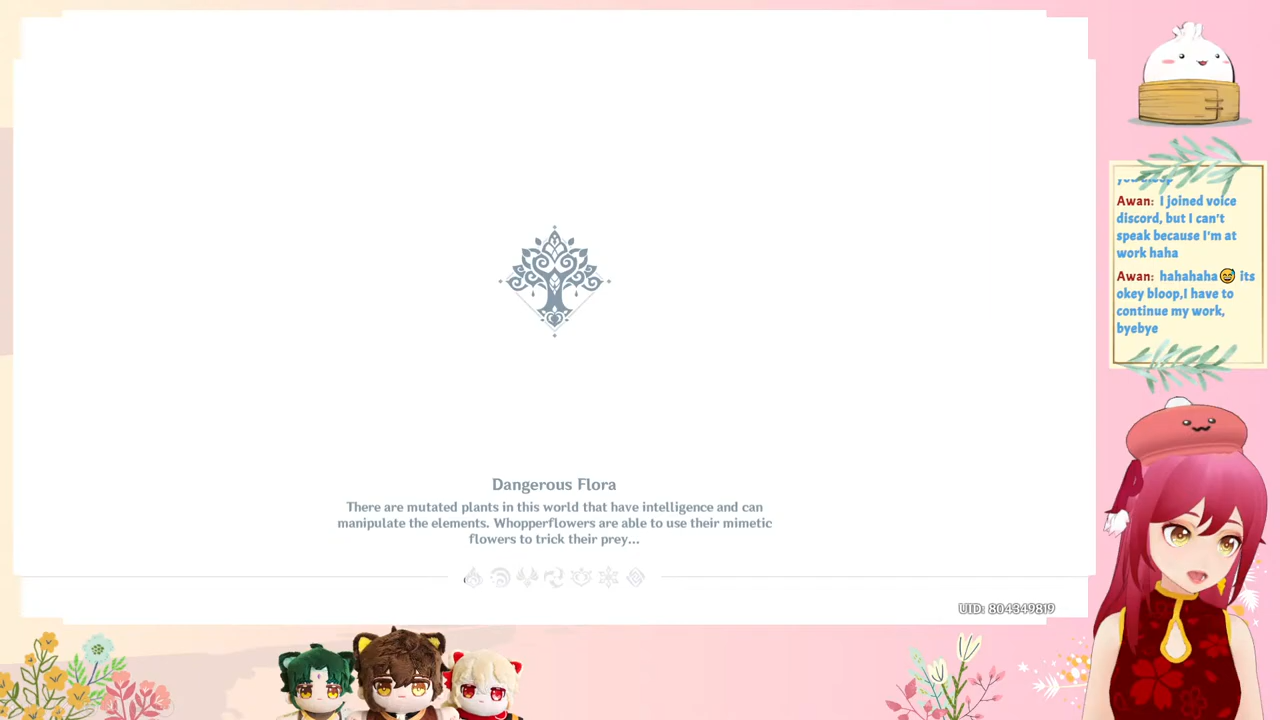 Dangerous Flora
There are mutated plants in this world that have intelligence and can
manipulate the elements. Whopperflowers are able to use their mimetic
flowers to trick their prey...
UID: 804349819
Awan: I joined voice
discord, but I can't
speak because I'm at
work haha
Awan: hahahaha😅 its
okey bloop,I have to
continue my work,
byebye